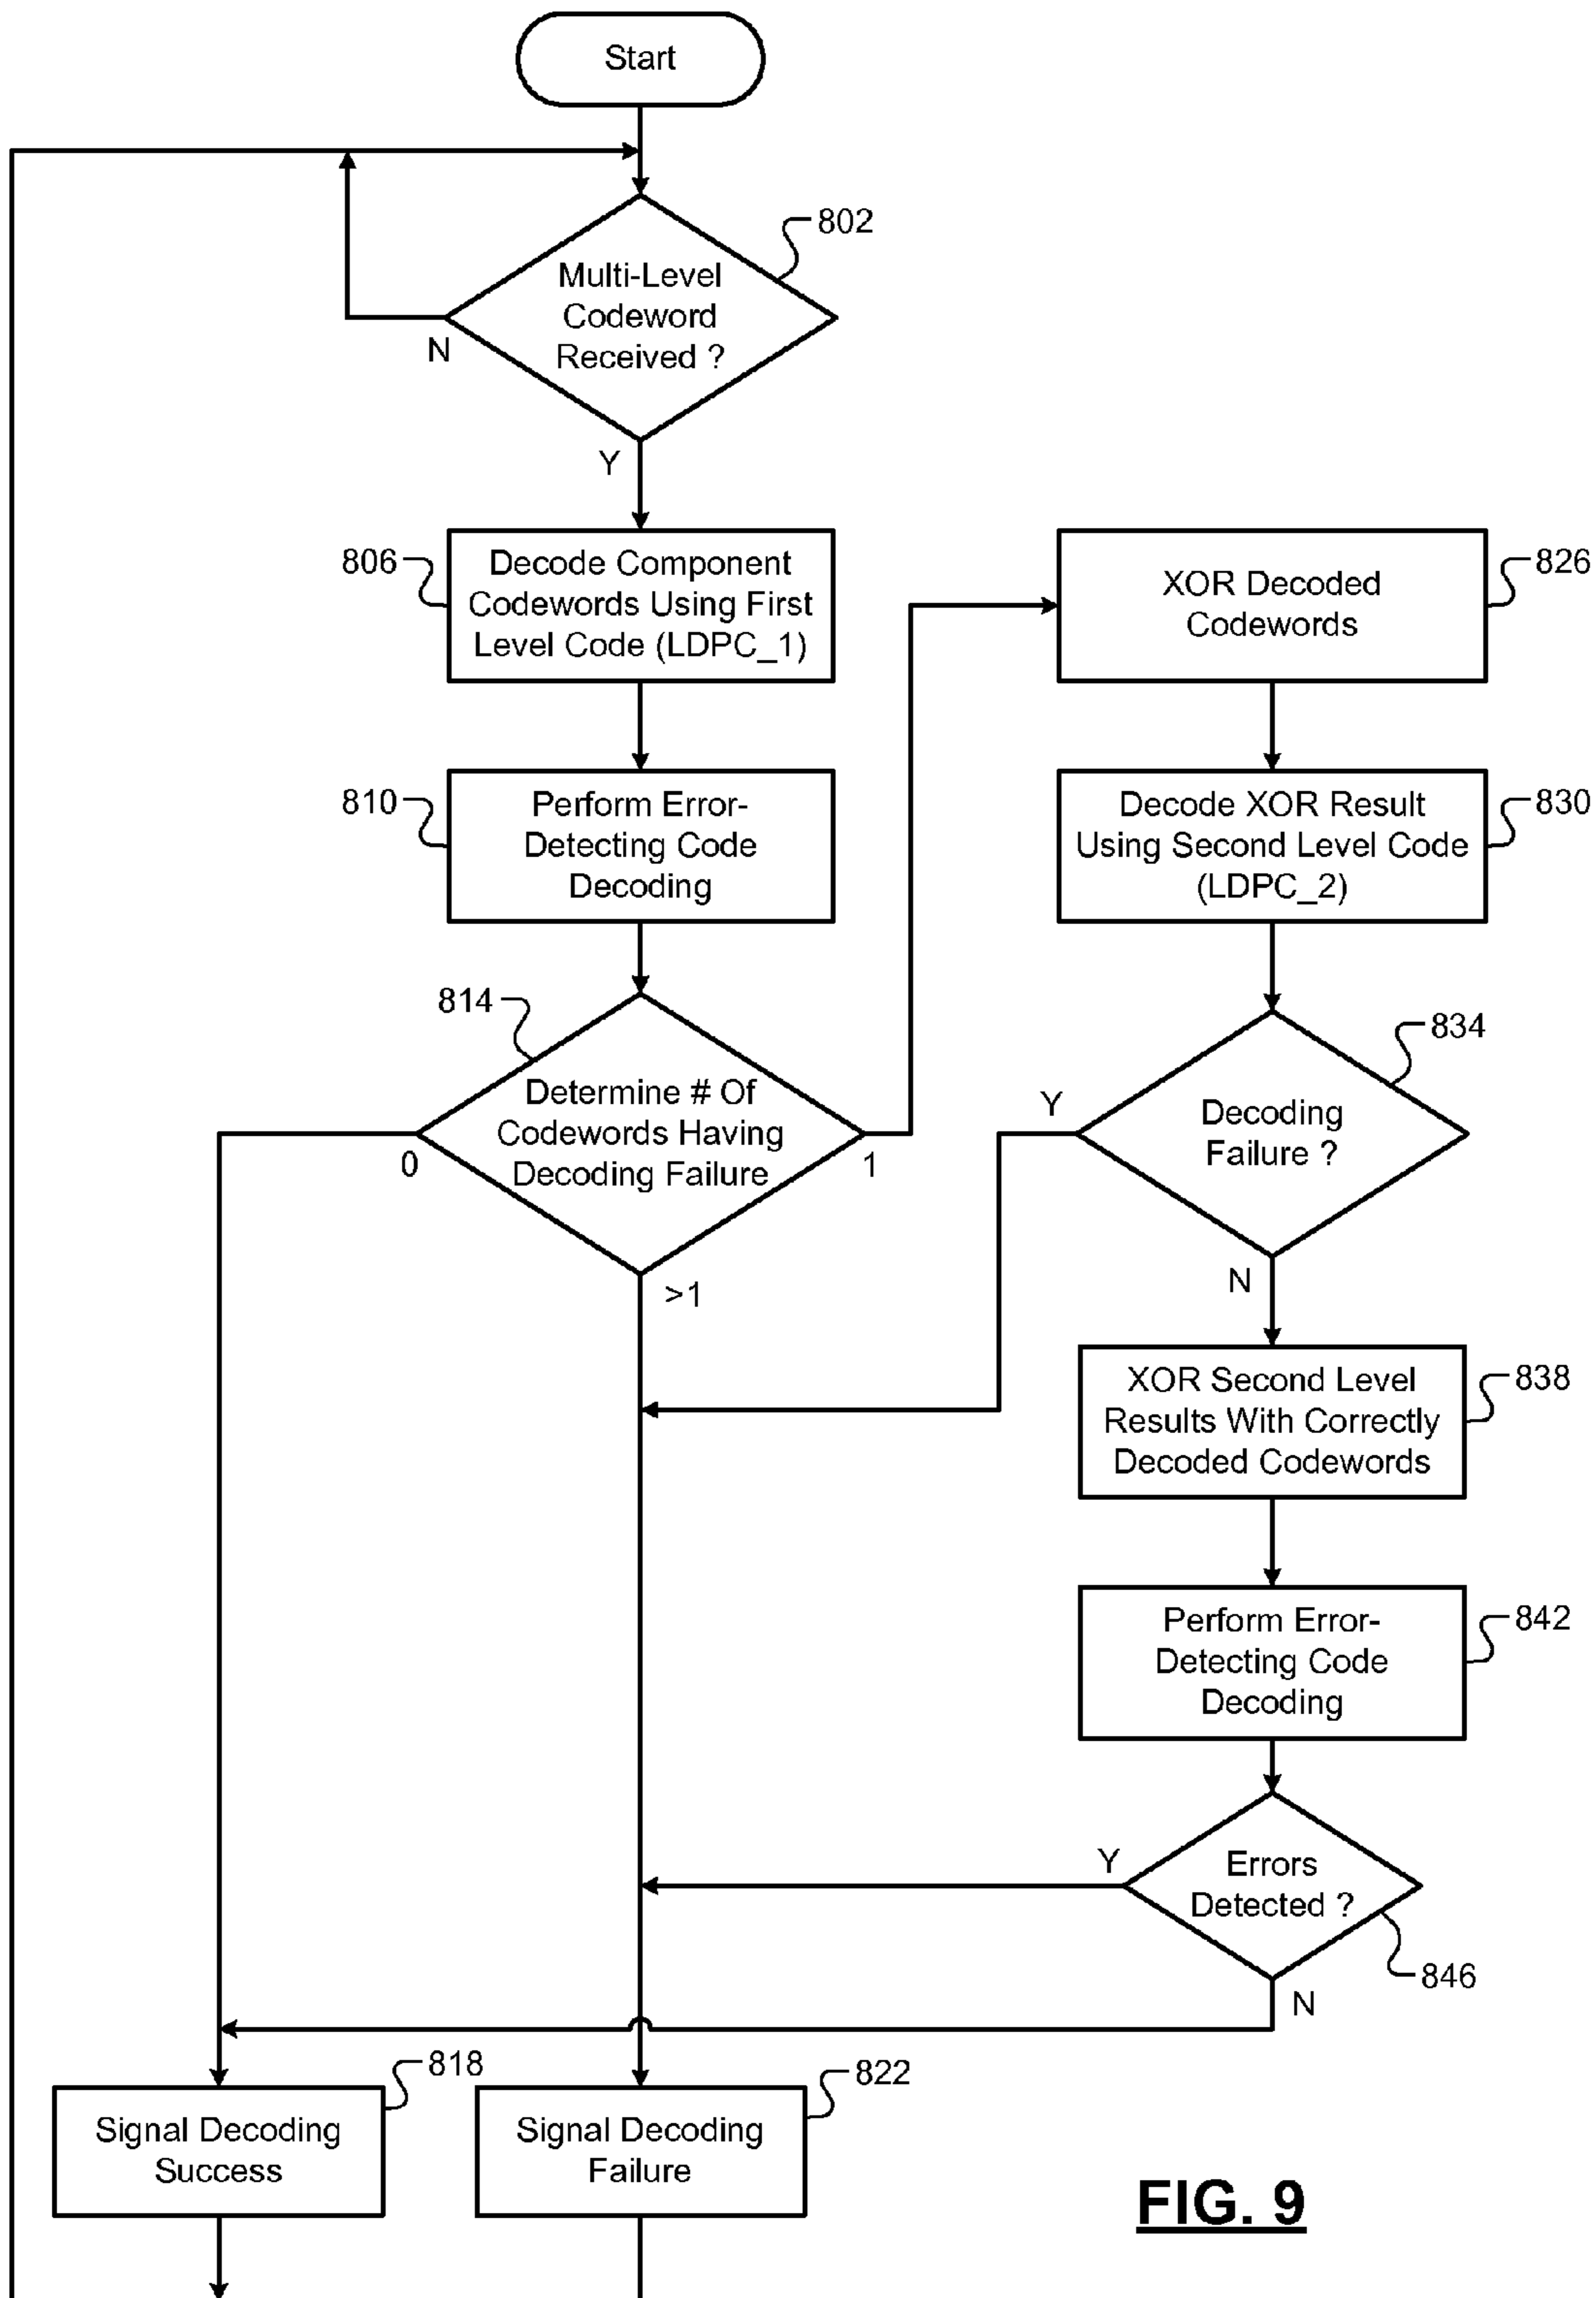 Start
802
Multi-Level
Codeword
Received ?
N
Y
806
Decode Component
Codewords Using First
Level Code (LDPC_1)
810
Perform Error-
Detecting Code
Decoding
814
Determine # Of
Codewords Having
Decoding Failure
0
1
>1
826
XOR Decoded
Codewords
830
Decode XOR Result
Using Second Level Code
(LDPC_2)
834
Decoding
Failure ?
Y
N
838
XOR Second Level
Results With Correctly
Decoded Codewords
842
Perform Error-
Detecting Code
Decoding
Errors
Detected ?
Y
846
N
818
Signal Decoding
Success
822
Signal Decoding
Failure
FIG. 9